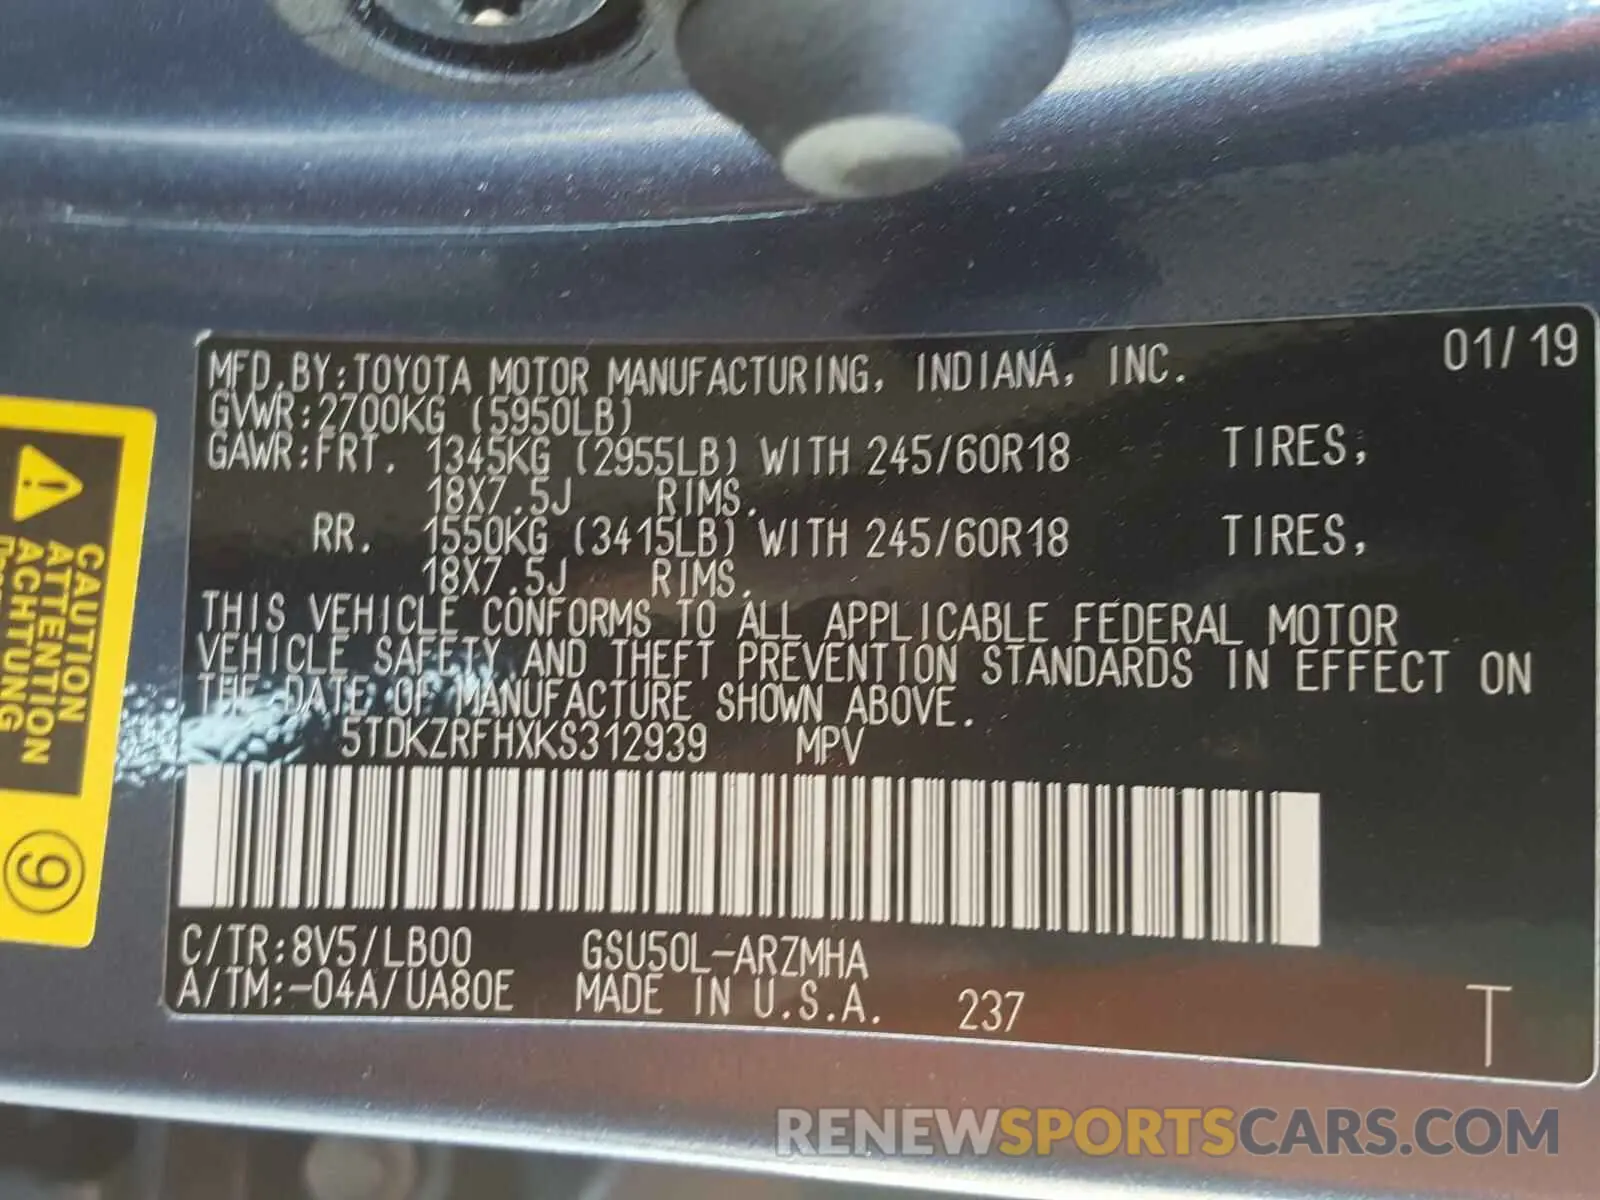 MFD.BY:TOYOTA MOTOR MANUFACTURING, INDIANA, INC. 01/19
GVWR:2700KG (5950LB)
GAWR:FRT. 1345KG (2955LB) WITH 245/60R18 TIRES,
18X7.5J RIMS.
RR. 1550KG (3415LB) WITH 245/60R18 TIRES,
18X7.5J RIMS.
THIS VEHICLE CONFORMS TO ALL APPLICABLE FEDERAL MOTOR
VEHICLE SAFETY AND THEFT PREVENTION STANDARDS IN EFFECT ON
THE DATE OF MANUFACTURE SHOWN ABOVE.
5TDKZRFHXKS312939 MPV
C/TR:8V5/LB00 GSU50L-ARZMHA
A/TM:-04A/UA80E MADE IN U.S.A. 237 T
CAUTION
ATTENTION
ACHTUNG
9
RENEWSPORTSCARS.COM